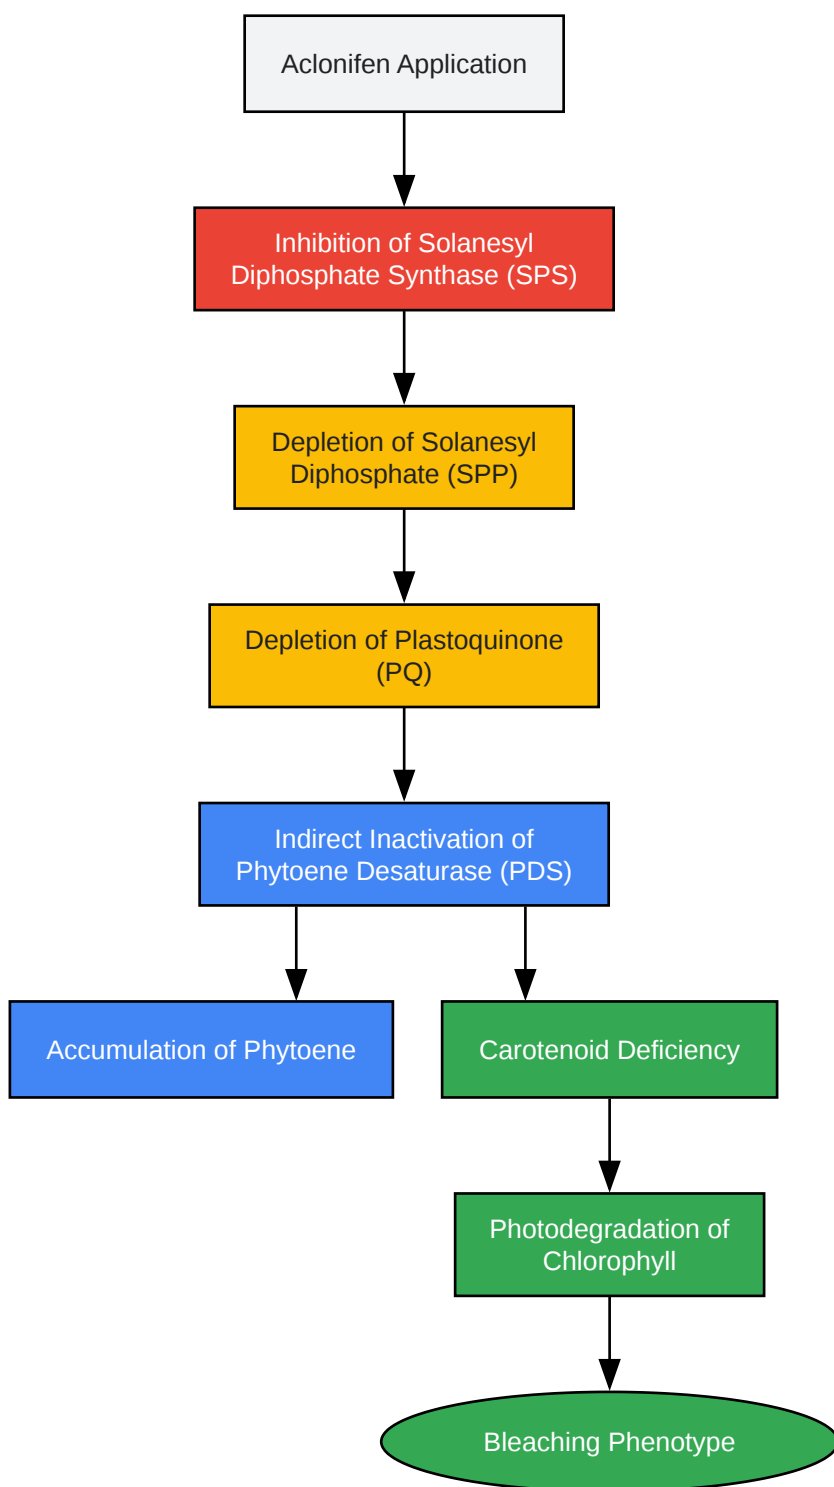 Aclonifen Application
Inhibition of Solanesyl
Diphosphate Synthase (SPS)
Depletion of Solanesyl
Diphosphate (SPP)
Depletion of Plastoquinone
(PQ)
Indirect Inactivation of
Phytoene Desaturase (PDS)
Accumulation of Phytoene
Carotenoid Deficiency
Photodegradation of
Chlorophyll
Bleaching Phenotype